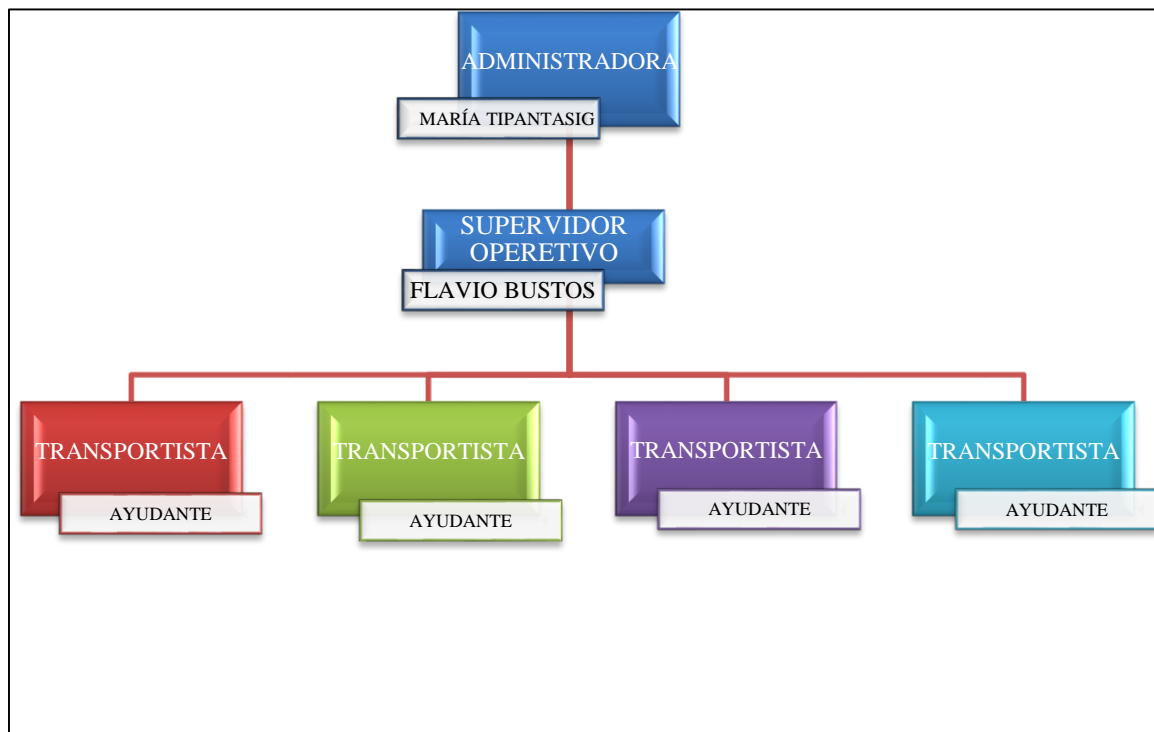 ADMINISTRADORA
MARÍA TIPANTASIG
SUPERVIDOR
OPERETIVO
FLAVIO BUSTOS
TRANSPORTISTA
AYUDANTE
TRANSPORTISTA
AYUDANTE
TRANSPORTISTA
AYUDANTE
TRANSPORTISTA
AYUDANTE